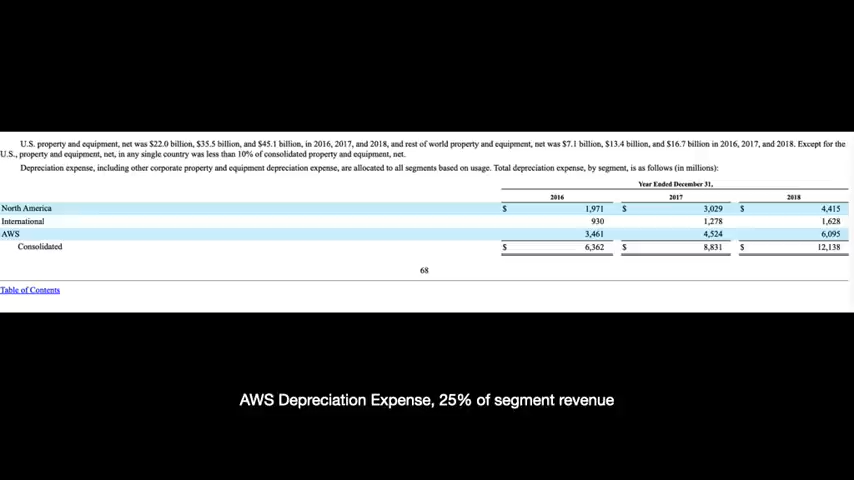 U.S. property and equipment, net was $22.0 billion, $35.5 billion, and $45.1 billion, in 2016, 2017, and 2018, and rest of world property and equipment, net was $7.1 billion, $13.4 billion, and $16.7 billion in 2016, 2017, and 2018. Except for the
U.S., property and equipment, net, in any single country was less than 10% of consolidated property and equipment, net.
Depreciation expense, including other corporate property and equipment depreciation expense, are allocated to all segments based on usage. Total depreciation expense, by segment, is as follows (in millions):
Year Ended December 31,
2016 2017 2018
North America $ 1,971 $ 3,029 $ 4,415
International 930 1,278 1,628
AWS 3,461 4,524 6,095
Consolidated $ 6,362 $ 8,831 $ 12,138
68
Table of Contents
AWS Depreciation Expense, 25% of segment revenue